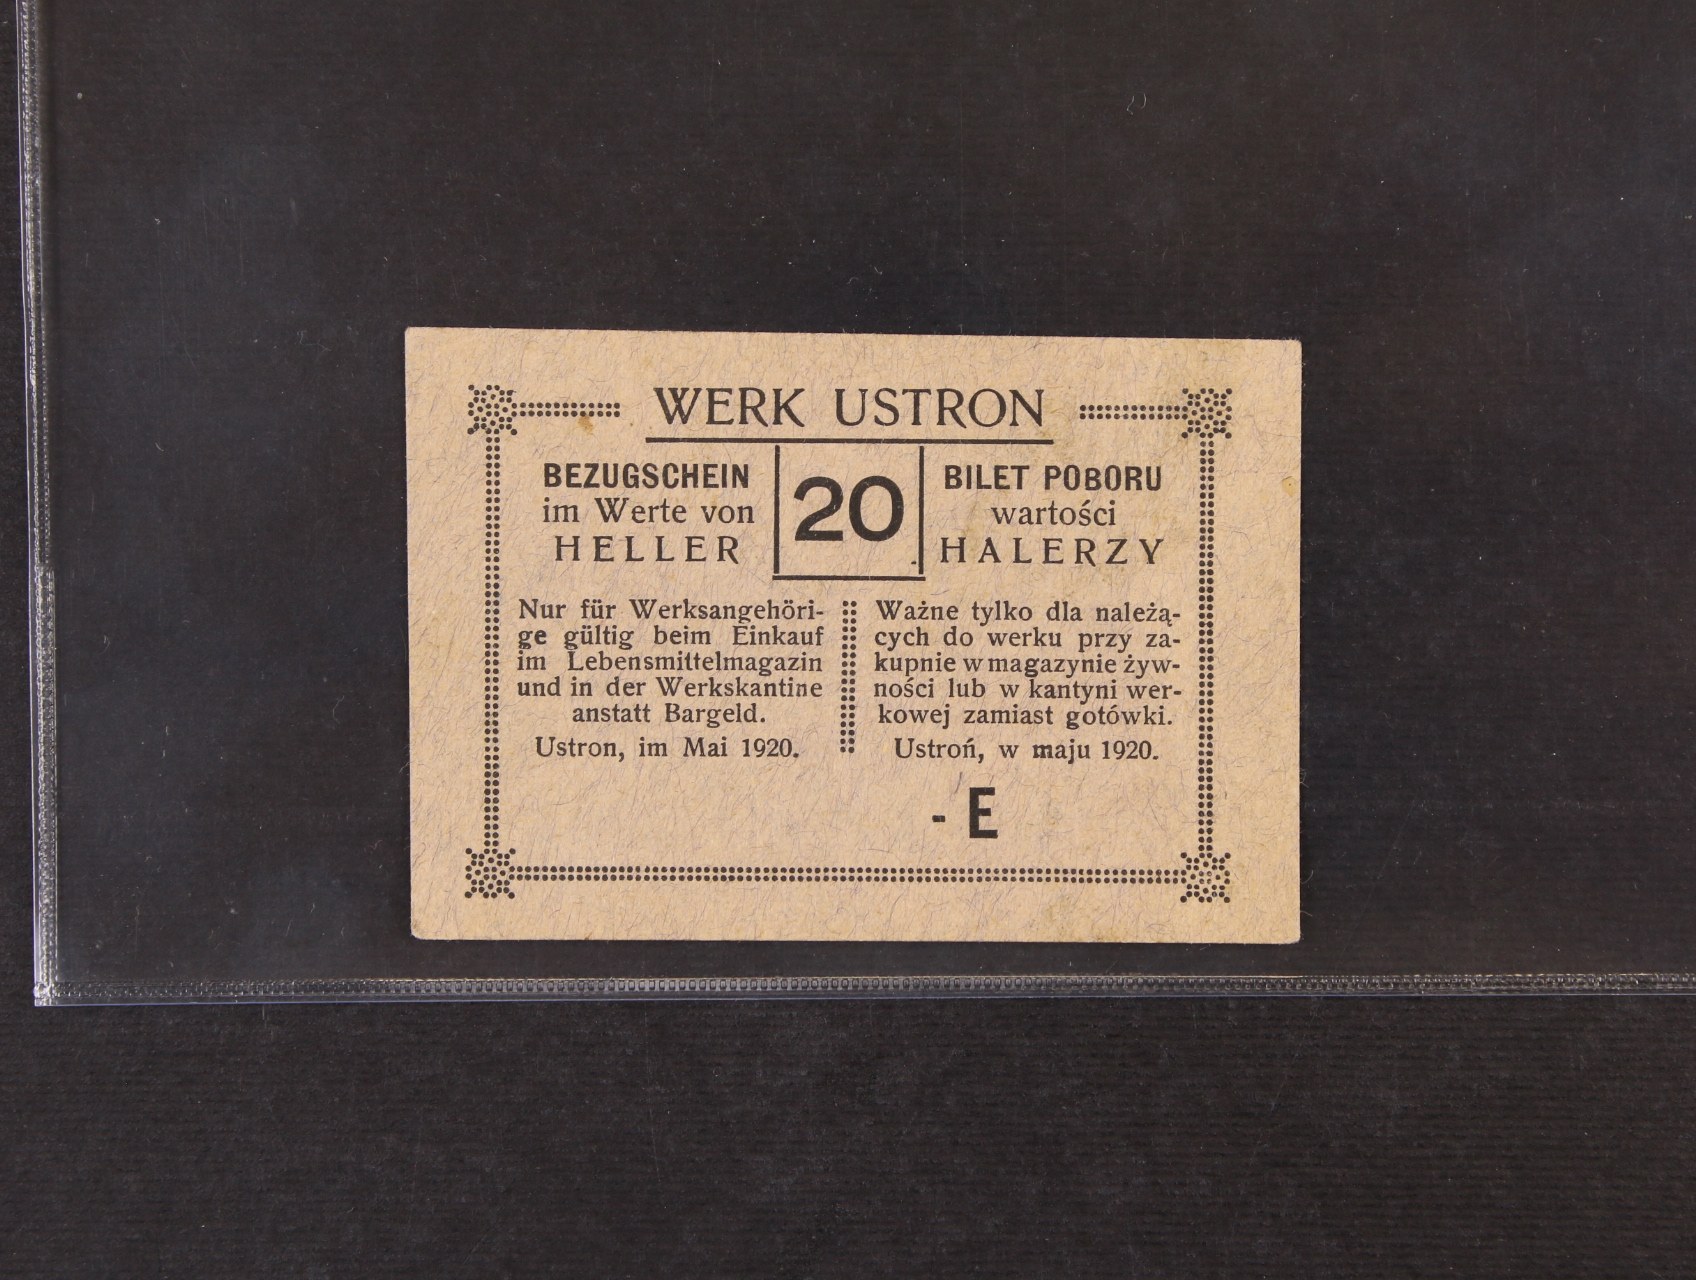 WERK USTRON
BEZUGSCHEIN
im Werte von
HELLER
20
BILET POBORU
wartości
HALERZY
Nur für Werksangehöri-
ge gültig beim Einkauf
im Lebensmittelmagazin
und in der Werkskantine
anstatt Bargeld.
Ustron, im Mai 1920.
Ważne tylko dla należą-
cych do werku przy za-
kupnie w magazynie żyw-
ności lub w kantyni wer-
kowej zamiast gotówki.
Ustroń, w maju 1920.
- E